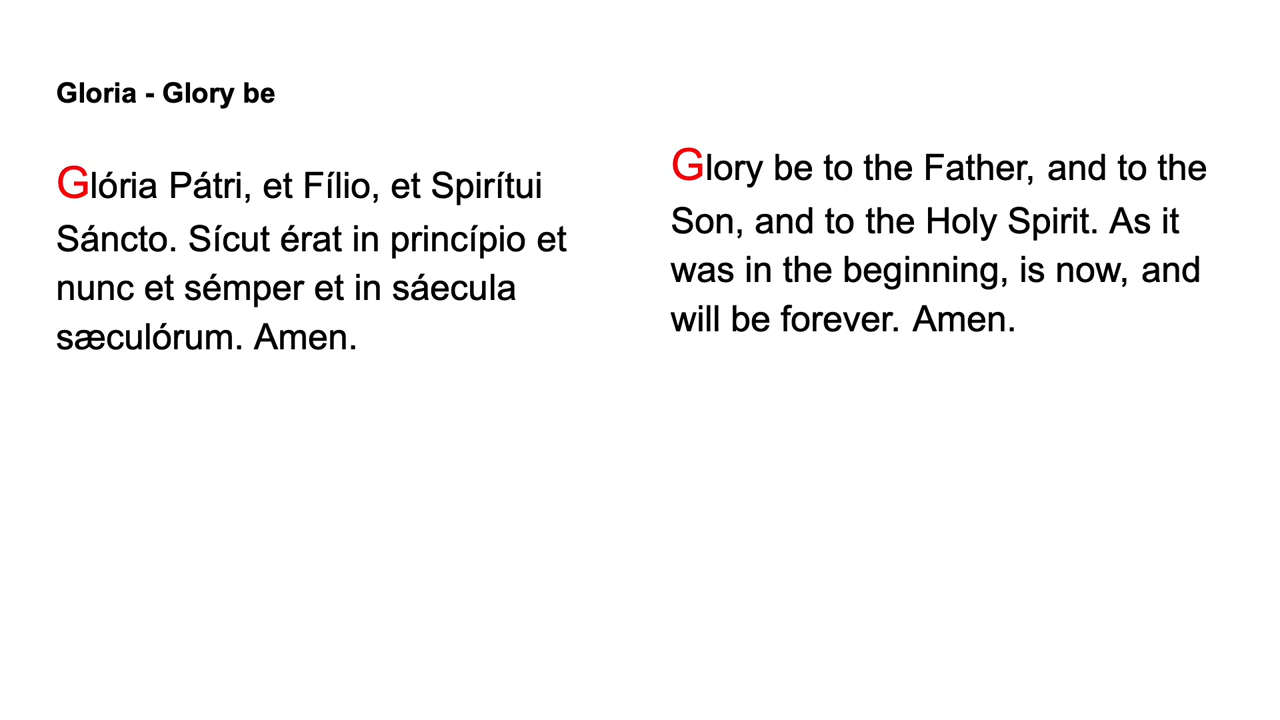 Gloria - Glory be
Glória Pátri, et Fílio, et Spirítui
Sáncto. Sícut érat in princípio et
nunc et sémper et in sáecula
sæculórum. Amen.
Glory be to the Father, and to the
Son, and to the Holy Spirit. As it
was in the beginning, is now, and
will be forever. Amen.